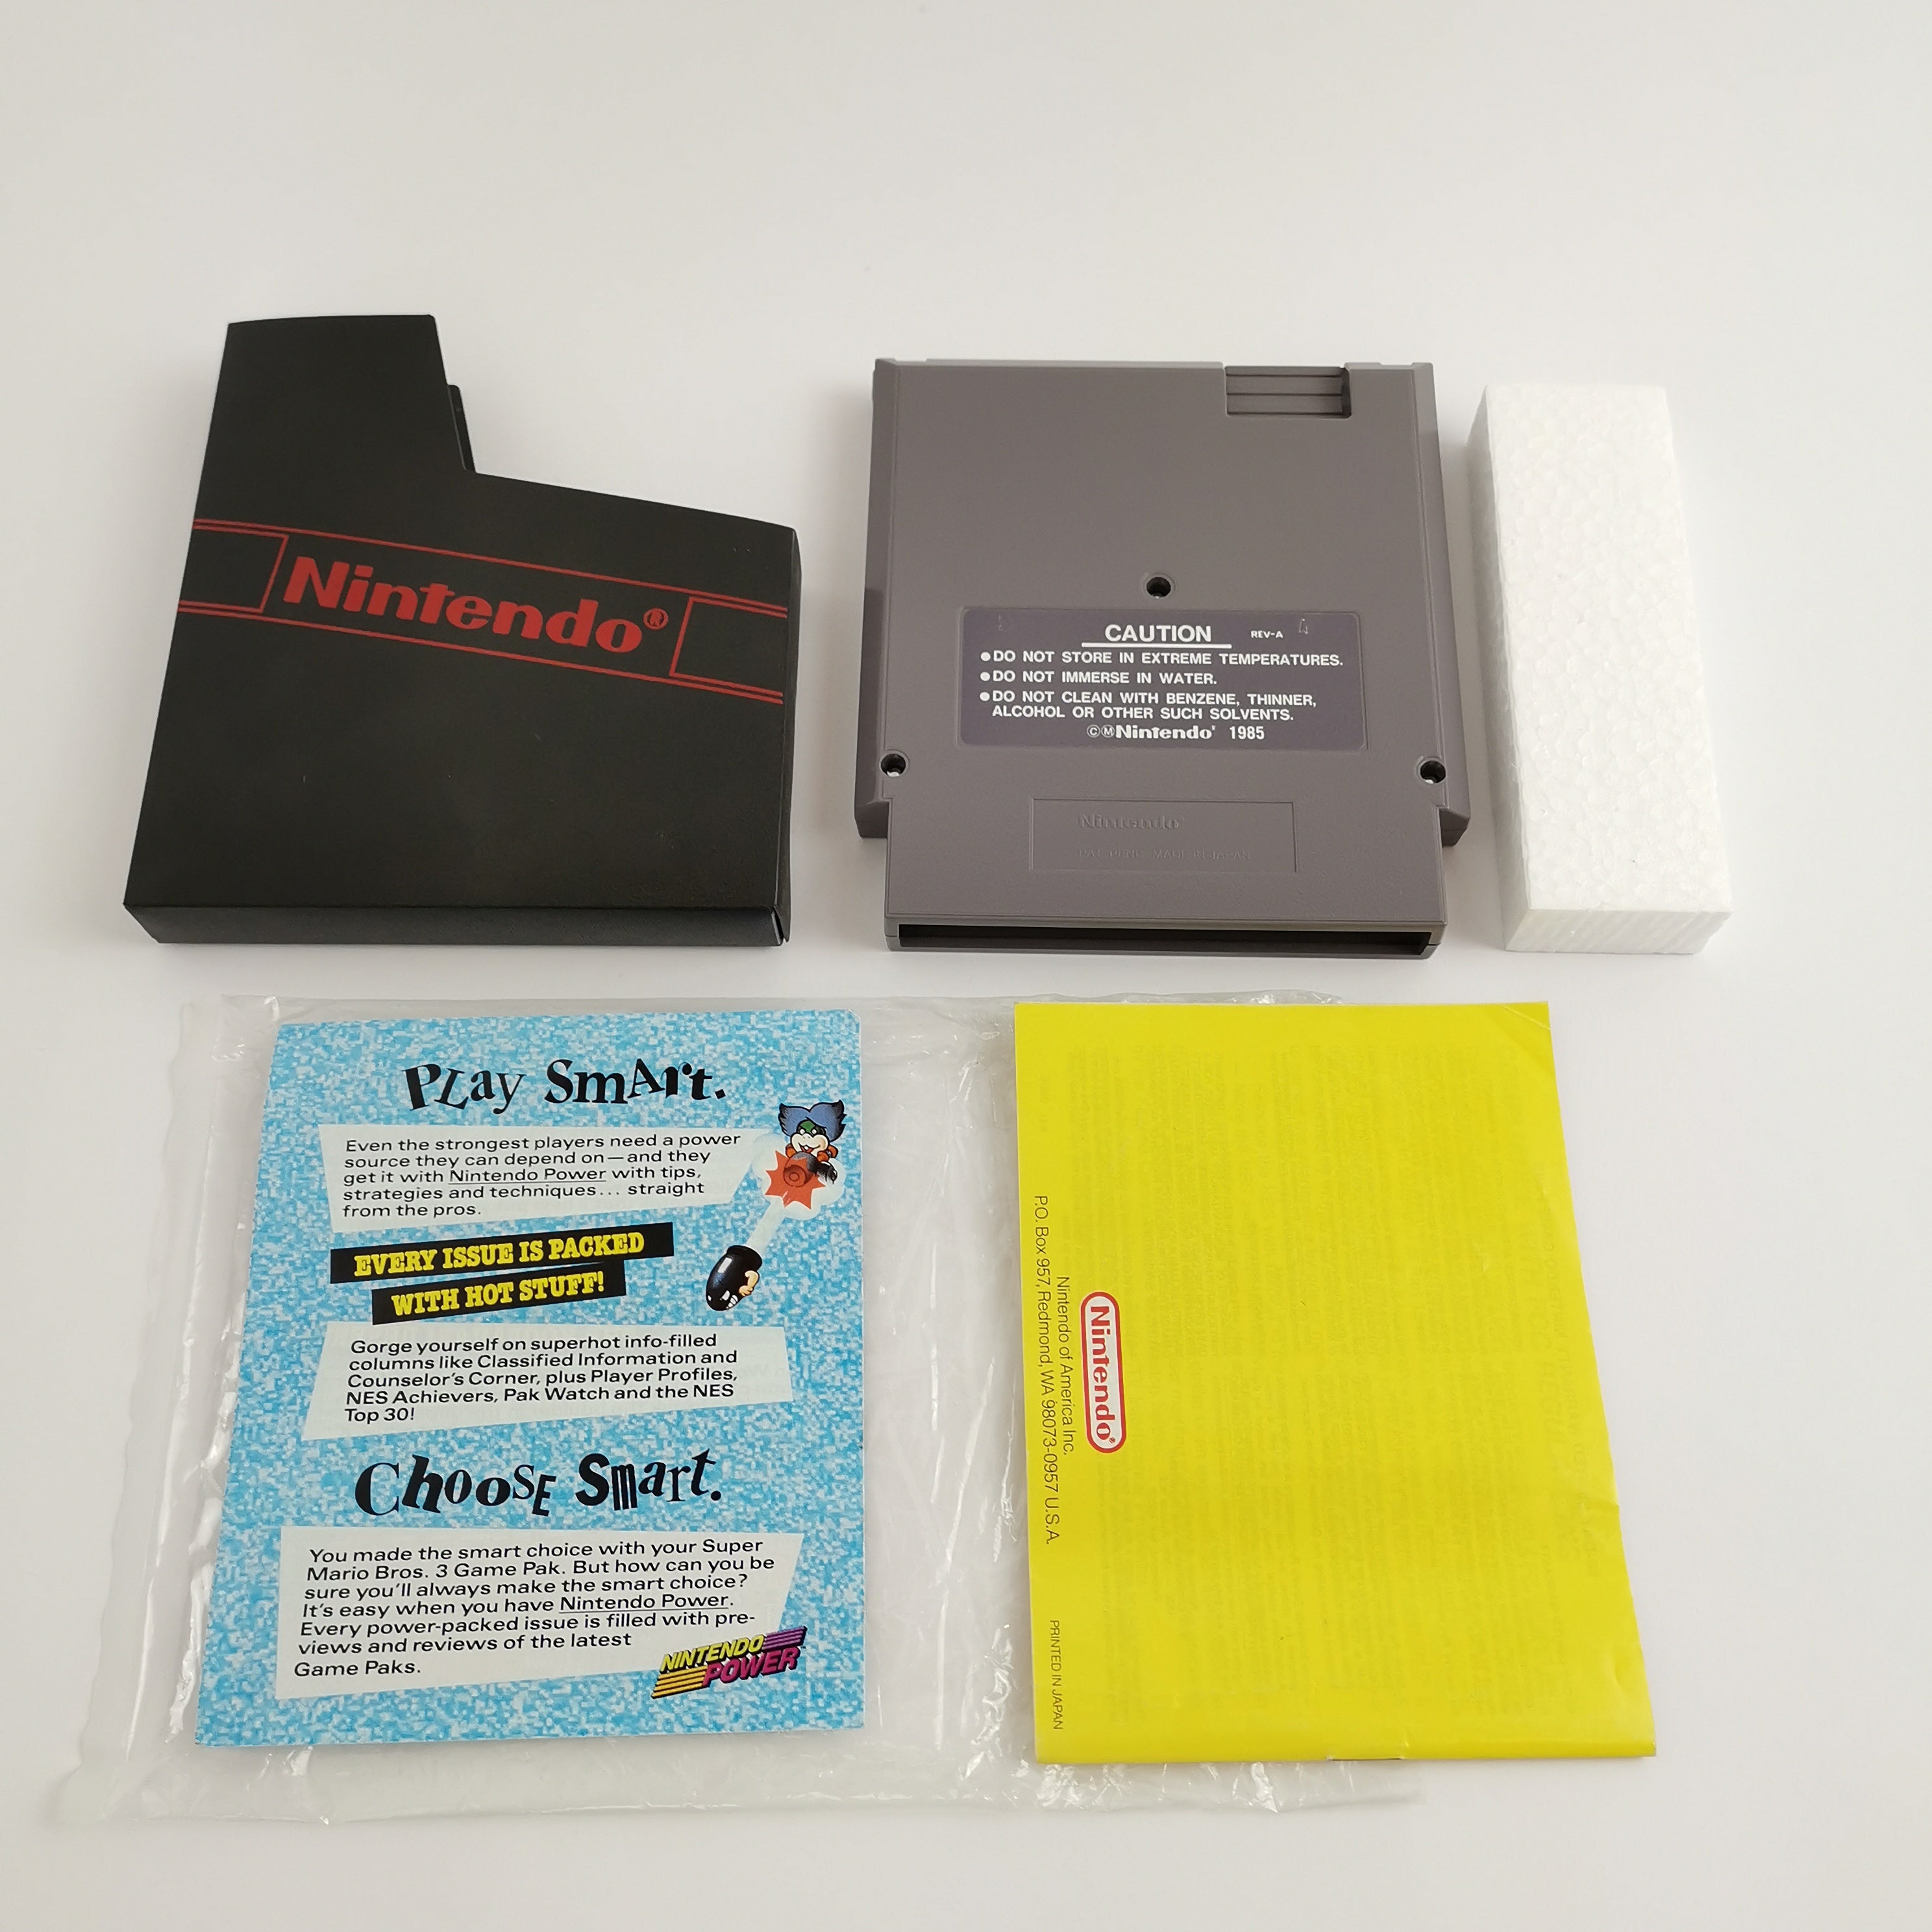 Nintendo®
CAUTION REV-A
●DO NOT STORE IN EXTREME TEMPERATURES.
●DO NOT IMMERSE IN WATER.
●DO NOT CLEAN WITH BENZENE, THINNER,
ALCOHOL OR OTHER SUCH SOLVENTS.
©ⓂNintendo® 1985
Nintendo®
PAT. PEND. MADE IN JAPAN
Play Smart.
Even the strongest players need a power
source they can depend on—and they
get it with Nintendo Power with tips,
strategies and techniques... straight
from the pros.
EVERY ISSUE IS PACKED
WITH HOT STUFF!
Gorge yourself on superhot info-filled
columns like Classified Information and
Counselor's Corner, plus Player Profiles,
NES Achievers, Pak Watch and the NES
Top 30!
Choose Smart.
You made the smart choice with your Super
Mario Bros. 3 Game Pak. But how can you be
sure you'll always make the smart choice?
It's easy when you have Nintendo Power.
Every power-packed issue is filled with pre-
views and reviews of the latest
Game Paks.
NINTENDO
POWER
Nintendo®
Nintendo of America Inc.
P.O. Box 957, Redmond, WA 98073-0957 U.S.A.
PRINTED IN JAPAN